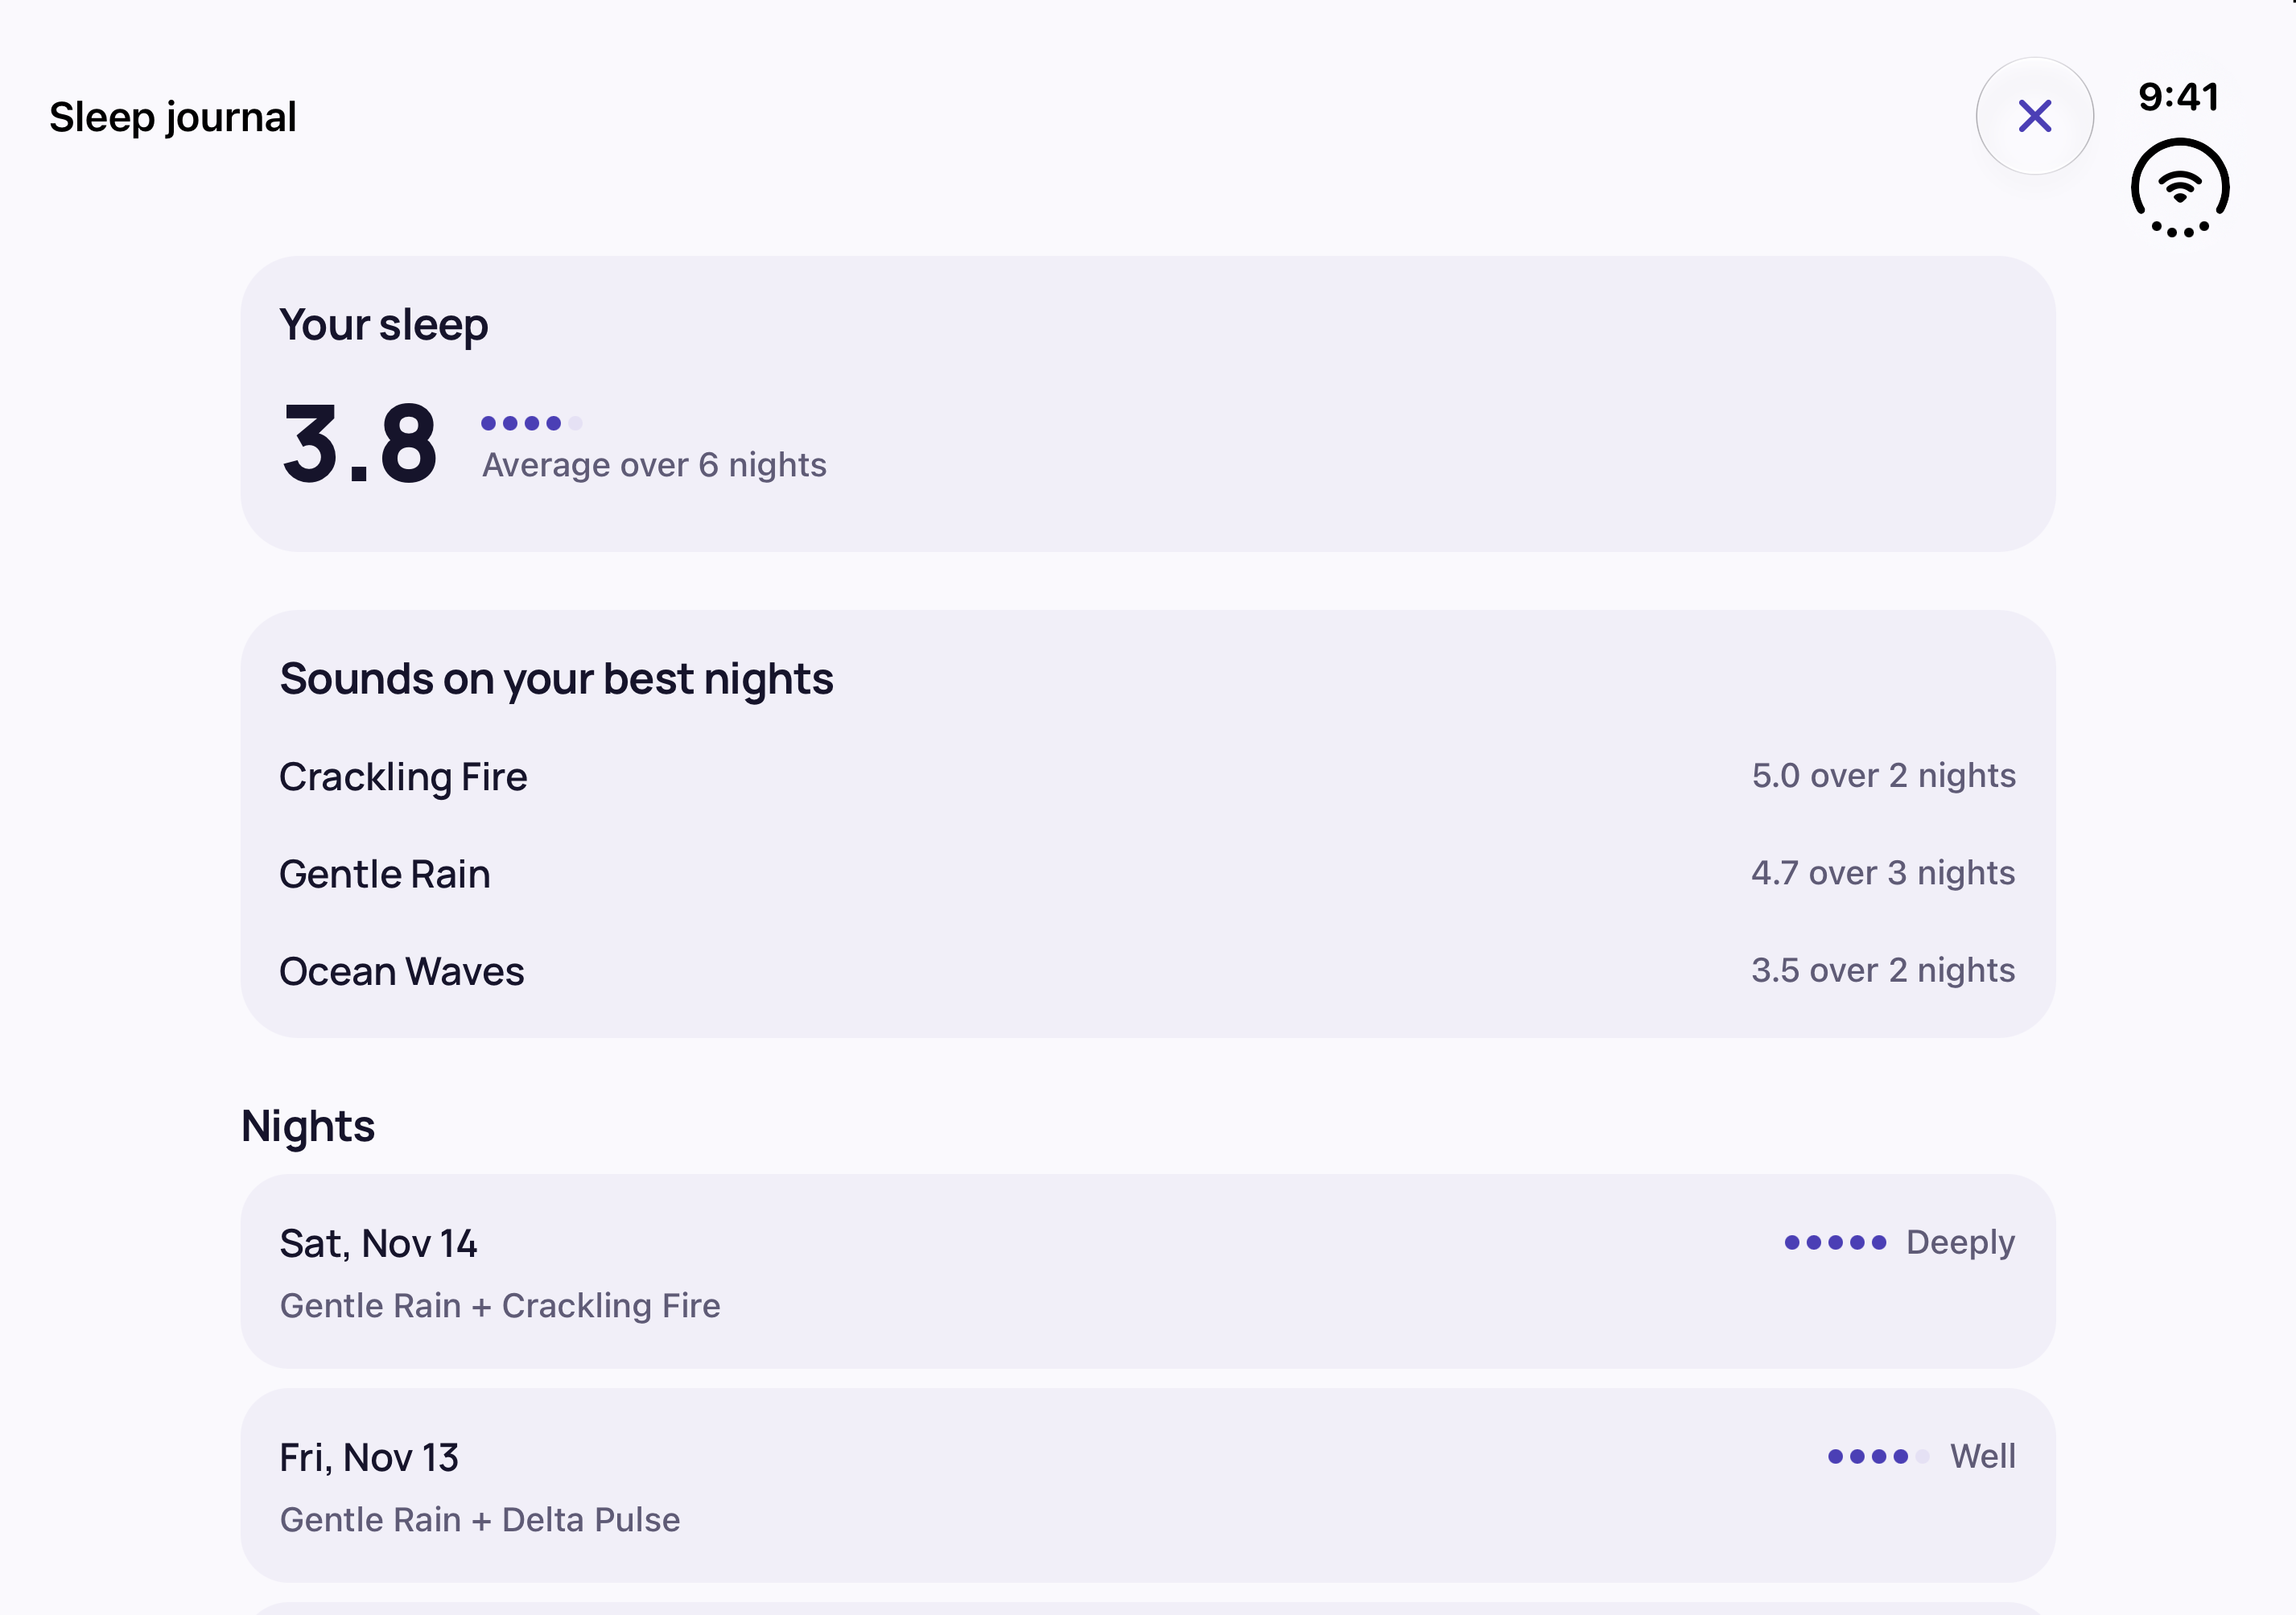 Sleep journal
9:41
Your sleep
3.8
Average over 6 nights
Sounds on your best nights
Crackling Fire
5.0 over 2 nights
Gentle Rain
4.7 over 3 nights
Ocean Waves
3.5 over 2 nights
Nights
Sat, Nov 14
Deeply
Gentle Rain + Crackling Fire
Fri, Nov 13
Well
Gentle Rain + Delta Pulse